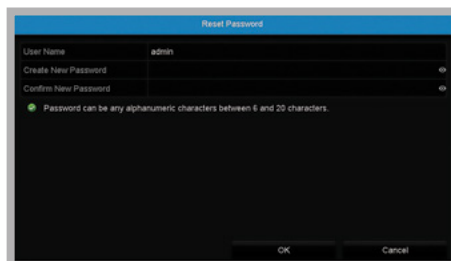 Reset Password
User Name admin
Create New Password
Confirm New Password
Password can be any alphanumeric characters between 6 and 20 characters.
OK Cancel